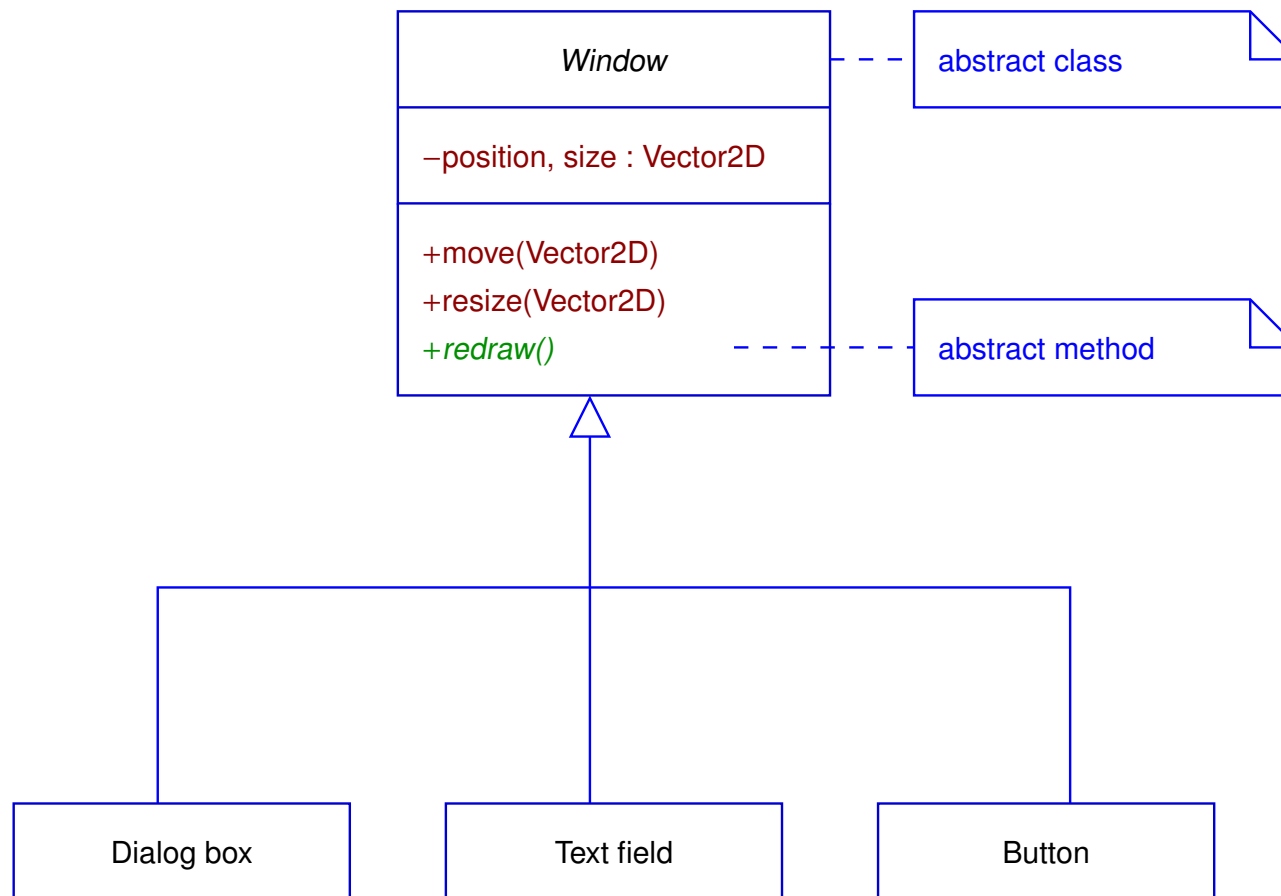 Window
abstract class
−position, size : Vector2D
+move(Vector2D)
+resize(Vector2D)
+redraw()
abstract method
Dialog box
Text field
Button